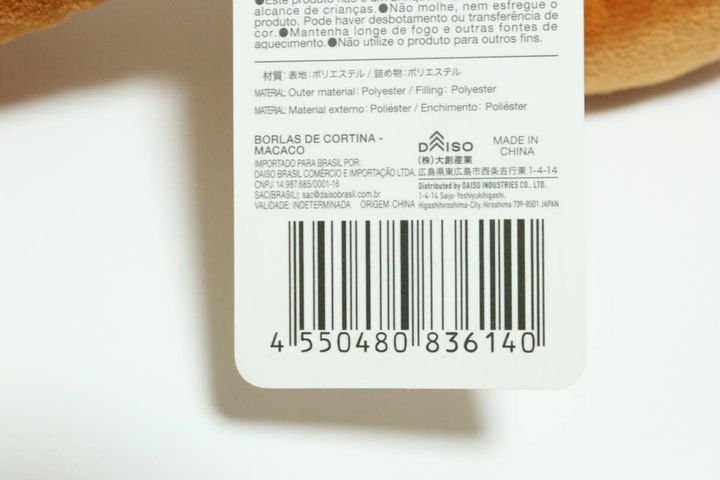 alcance de crianças.●Não molhe, nem esfregue o
produto. Pode haver desbotamento ou transferência de
cor.●Mantenha longe de fogo e outras fontes de
aquecimento.●Não utilize o produto para outros fins.
材質：表地：ポリエステル / 詰め物：ポリエステル
MATERIAL: Outer material: Polyester / Filling: Polyester
MATERIAL: Material externo: Poliéster / Enchimento: Poliéster
BORLAS DE CORTINA -
MACACO
IMPORTADO PARA BRASIL POR:
DAISO BRASIL COMÉRCIO E IMPORTAÇÃO LTDA.
CNPJ: 14.987.685/0001-16
SAC(BRASIL): sac@daisobrasil.com.br
VALIDADE: INDETERMINADA ORIGEM: CHINA
DAISO
MADE IN
CHINA
(株)大創産業
広島県東広島市西条吉行東1-4-14
Distributed by DAISO INDUSTRIES CO., LTD.
1-4-14 Saijo-Yoshiyukihigashi,
Higashihiroshima-City, Hiroshima 739-8501 JAPAN
4 550480 836140